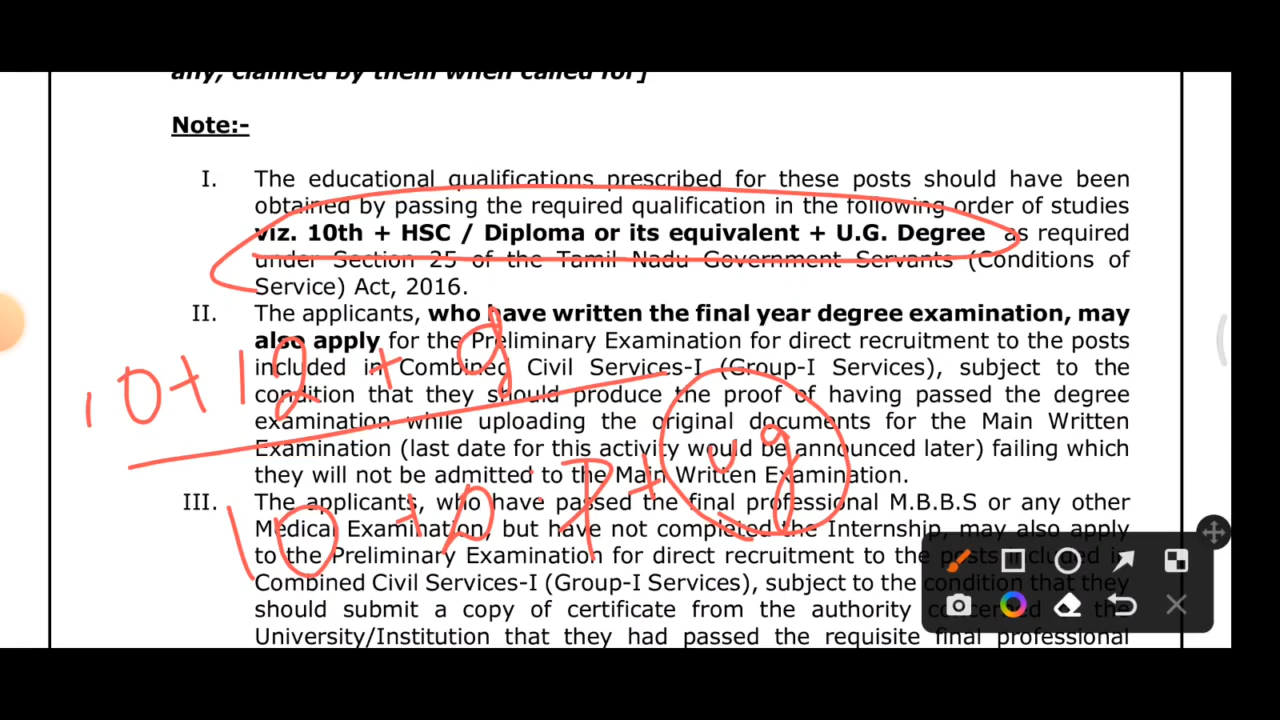 any, claimed by them when called for]
Note:-
I. The educational qualifications prescribed for these posts should have been
obtained by passing the required qualification in the following order of studies
viz. 10th + HSC / Diploma or its equivalent + U.G. Degree as required
under Section 25 of the Tamil Nadu Government Servants (Conditions of
Service) Act, 2016.
II. The applicants, who have written the final year degree examination, may
also apply for the Preliminary Examination for direct recruitment to the posts
included in Combined Civil Services-I (Group-I Services), subject to the
condition that they should produce the proof of having passed the degree
examination while uploading the original documents for the Main Written
Examination (last date for this activity would be announced later) failing which
they will not be admitted to the Main Written Examination.
III. The applicants, who have passed the final professional M.B.B.S or any other
Medical Examination, but have not completed the Internship, may also apply
to the Preliminary Examination for direct recruitment to the posts included in
Combined Civil Services-I (Group-I Services), subject to the condition that they
should submit a copy of certificate from the authority concerned the
University/Institution that they had passed the requisite final professional
10+12 +
10 + + ug